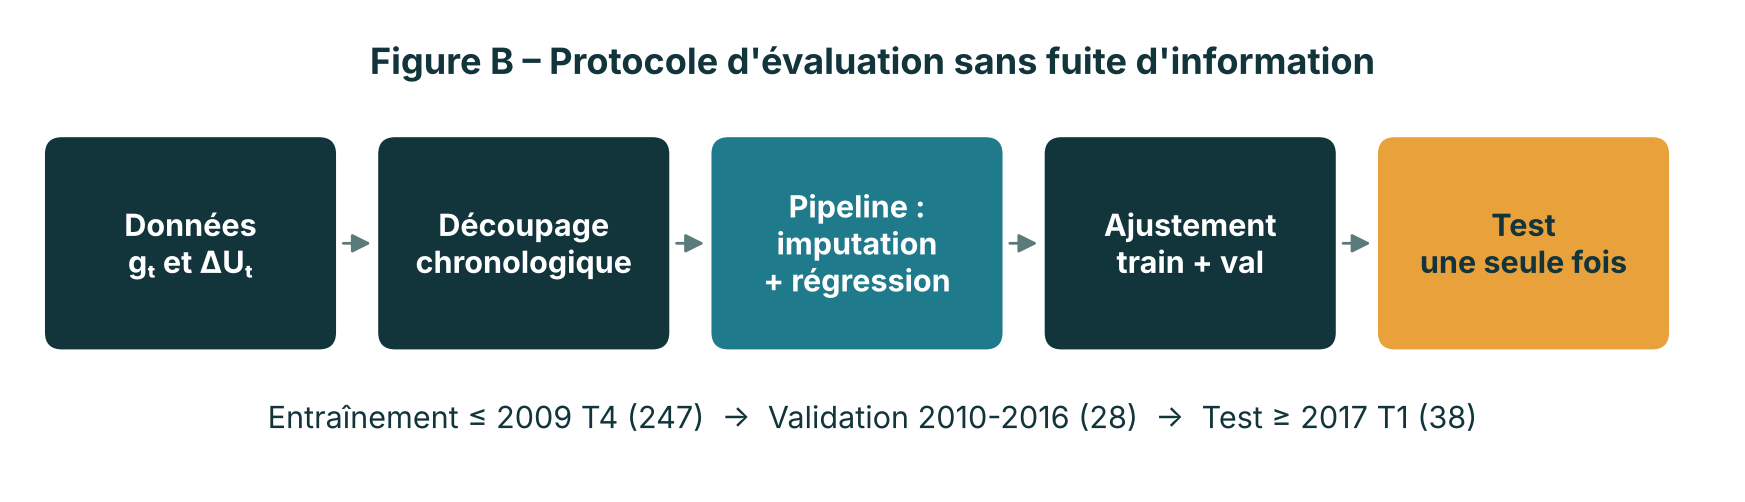 Figure B – Protocole d'évaluation sans fuite d'information
Données
gₜ et ΔUₜ
Découpage
chronologique
Pipeline :
imputation
+ régression
Ajustement
train + val
Test
une seule fois
Entraînement ≤ 2009 T4 (247) → Validation 2010-2016 (28) → Test ≥ 2017 T1 (38)